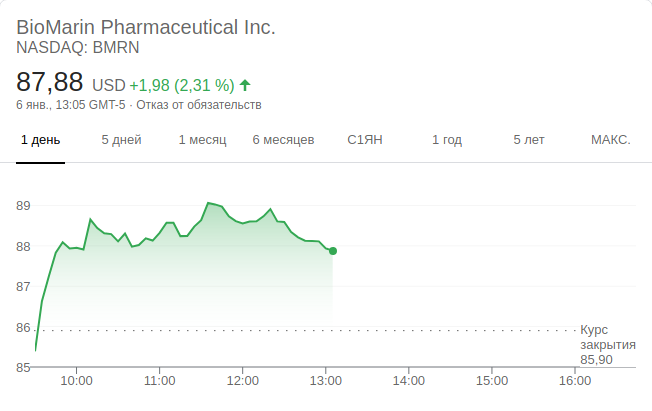 BioMarin Pharmaceutical Inc.
NASDAQ: BMRN
87,88 USD +1,98 (2,31 %)
6 янв., 13:05 GMT-5 · Отказ от обязательств
1 день 5 дней 1 месяц 6 месяцев С1ЯН 1 год 5 лет МАКС.
89
88
87
86
Курс
закрытия
85,90
85
10:00 11:00 12:00 13:00 14:00 15:00 16:00